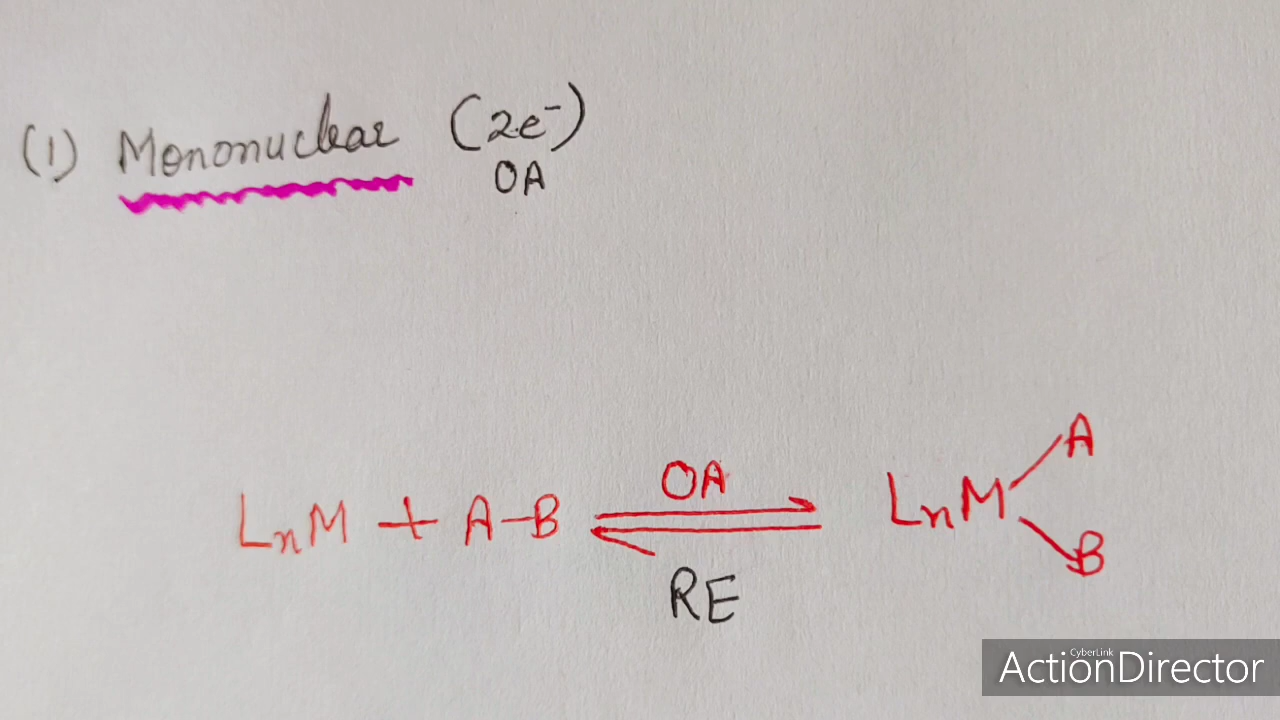 (1) Mononuclear (2e⁻)
OA
OA
LnM + A-B ⇌ LnM
A
B
RE
CyberLink
ActionDirector